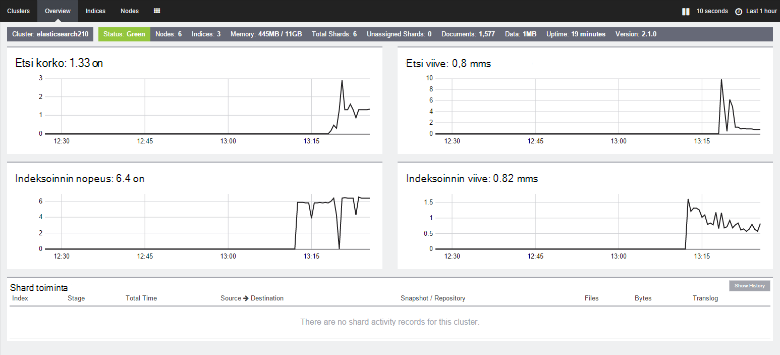 Clusters Overview Indices Nodes 10 seconds Last 1 hour
Cluster elasticsearch210 Status Green Nodes 6 Indices 3 Memory 445MB / 11GB Total Shards 6 Unassigned Shards 0 Documents 1,577 Data 1MB Uptime 19 minutes Version 2.1.0
Etsi korko: 1.33 on
3
2
1
0
12:30 12:45 13:00 13:15
Etsi viive: 0,8 mms
10
8
6
4
2
0
12:30 12:45 13:00 13:15
Indeksoinnin nopeus: 6.4 on
6
4
2
0
12:30 12:45 13:00 13:15
Indeksoinnin viive: 0.82 mms
1.5
1
0.5
0
12:30 12:45 13:00 13:15
Shard toiminta
Show History
Index Stage Total Time Source → Destination Snapshot / Repository Files Bytes Translog
There are no shard activity records for this cluster.